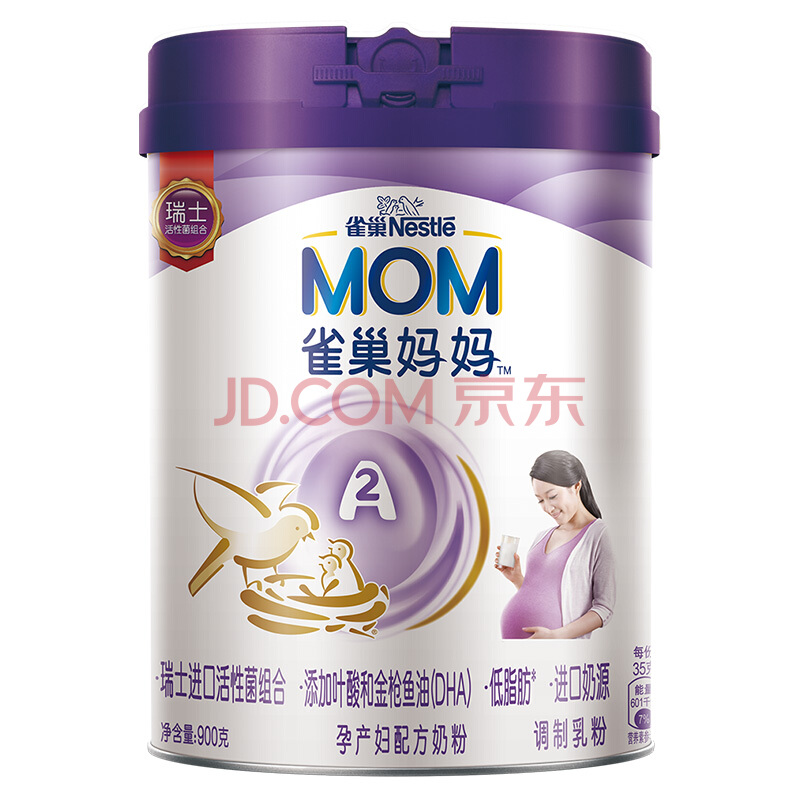 瑞士
活性菌组合
雀巢Nestlé
MOM
雀巢妈妈™
JD.COM 京东
A2
·瑞士进口活性菌组合 ·添加叶酸和金枪鱼油(DHA) ·低脂肪* ·进口奶源
净含量:900克
孕产妇配方奶粉
调制乳粉
每份
35克
能量
601千
7%
®